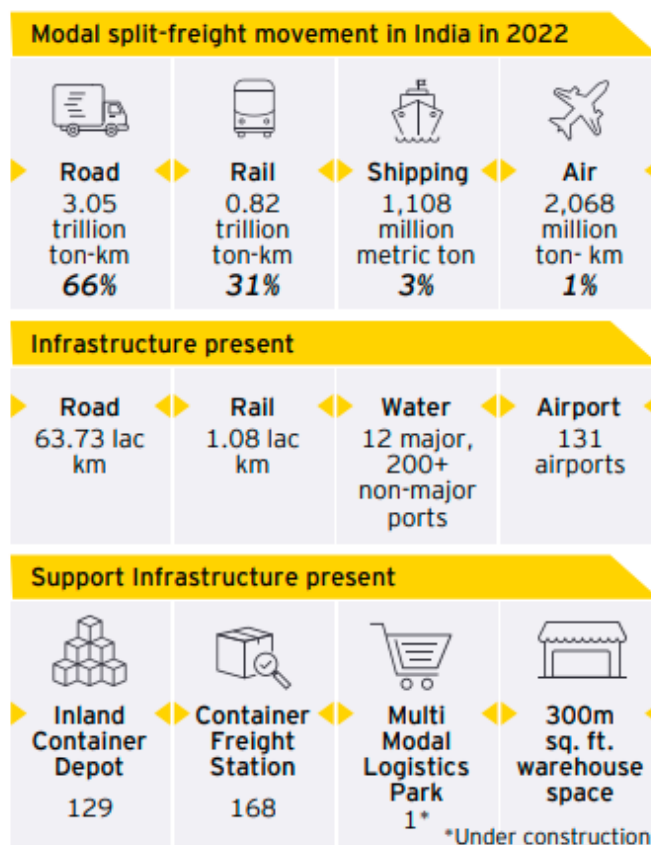 Modal split-freight movement in India in 2022
Road
3.05
trillion
ton-km
66%
Rail
0.82
trillion
ton-km
31%
Shipping
1,108
million
metric ton
3%
Air
2,068
million
ton- km
1%
Infrastructure present
Road
63.73 lac
km
Rail
1.08 lac
km
Water
12 major,
200+
non-major
ports
Airport
131
airports
Support Infrastructure present
Inland
Container
Depot
129
Container
Freight
Station
168
Multi
Modal
Logistics
Park
1*
300m
sq. ft.
warehouse
space
*Under construction